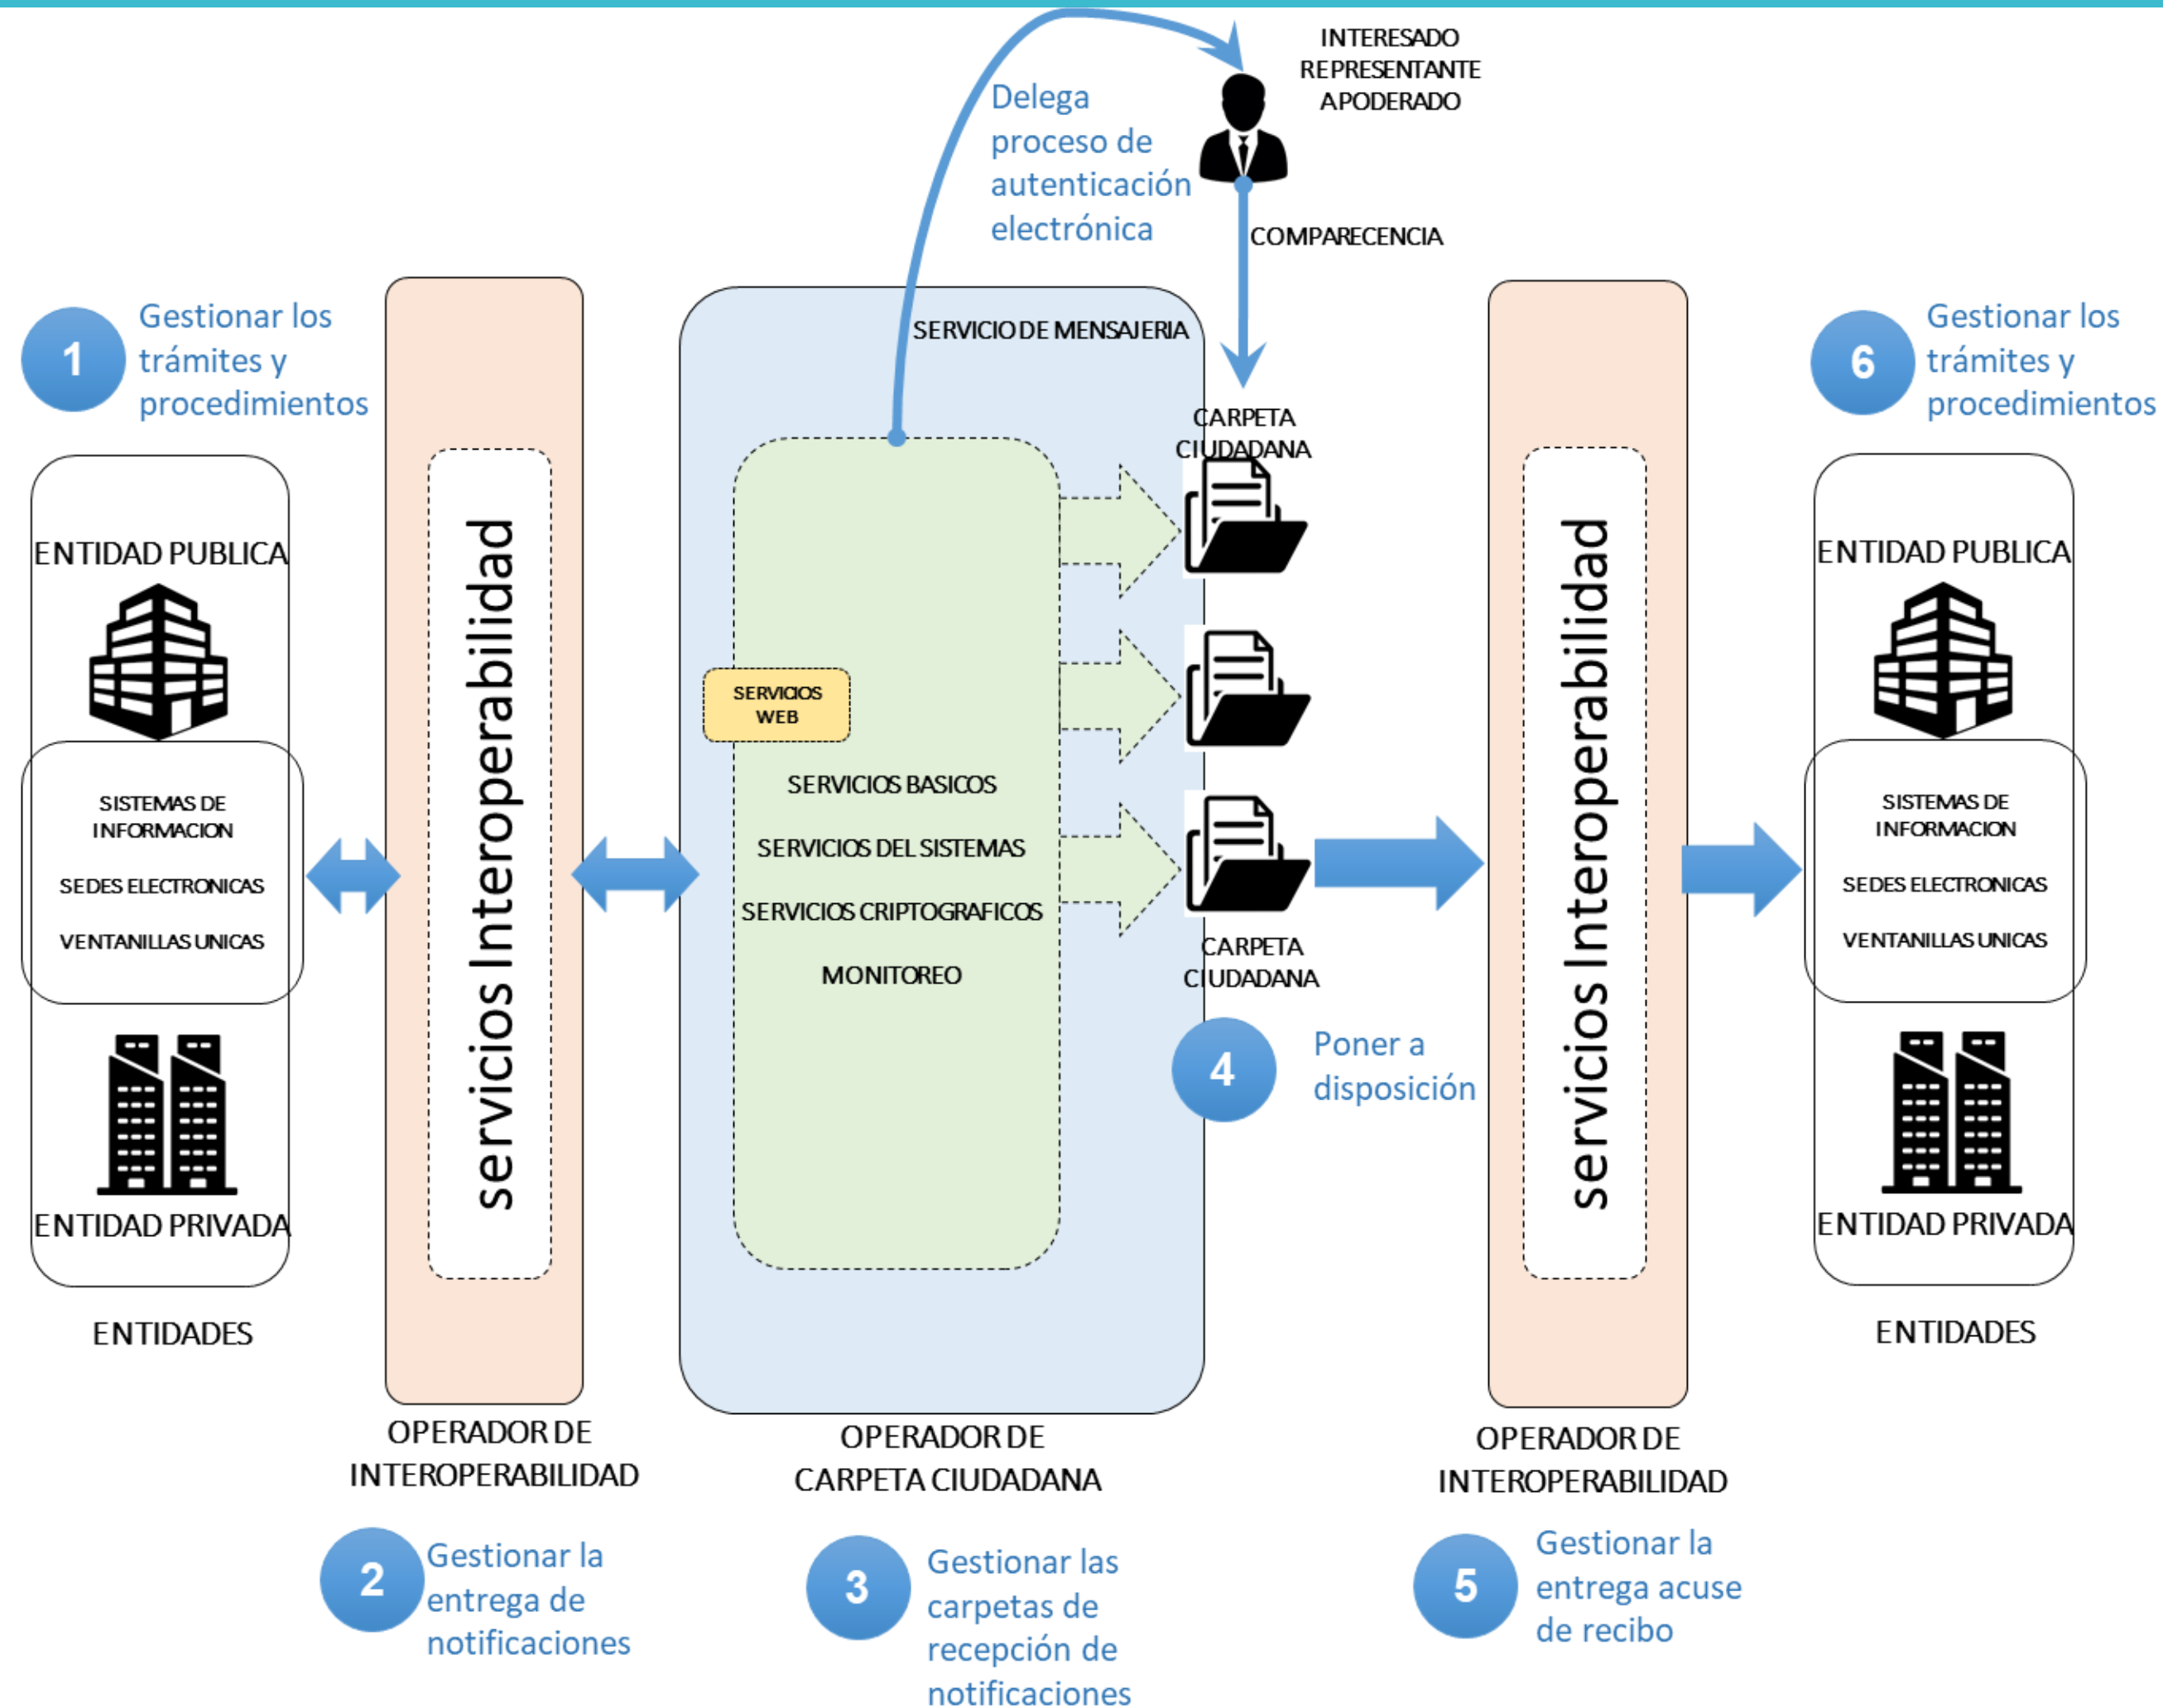 INTERESADO
REPRESENTANTE
APODERADO
Delega
proceso de
autenticación
electrónica
COMPARECENCIA
1
Gestionar los
trámites y
procedimientos
ENTIDAD PUBLICA
SISTEMAS DE
INFORMACION
SEDES ELECTRONICAS
VENTANILLAS UNICAS
ENTIDAD PRIVADA
ENTIDADES
servicios Interoperabilidad
OPERADOR DE
INTEROPERABILIDAD
2
Gestionar la
entrega de
notificaciones
SERVICIO DE MENSAJERIA
SERVICIOS
WEB
SERVICIOS BASICOS
SERVICIOS DEL SISTEMAS
SERVICIOS CRIPTOGRAFICOS
MONITOREO
OPERADOR DE
CARPETA CIUDADANA
3
Gestionar las
carpetas de
recepción de
notificaciones
CARPETA
CIUDADANA
CARPETA
CIUDADANA
4
Poner a
disposición
servicios Interoperabilidad
OPERADOR DE
INTEROPERABILIDAD
5
Gestionar la
entrega acuse
de recibo
6
Gestionar los
trámites y
procedimientos
ENTIDAD PUBLICA
SISTEMAS DE
INFORMACION
SEDES ELECTRONICAS
VENTANILLAS UNICAS
ENTIDAD PRIVADA
ENTIDADES